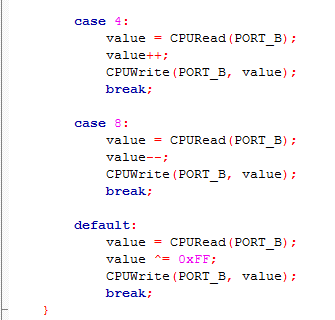 case 4:
value = CPURead(PORT_B);
value++;
CPUWrite(PORT_B, value);
break;
case 8:
value = CPURead(PORT_B);
value--;
CPUWrite(PORT_B, value);
break;
default:
value = CPURead(PORT_B);
value ^= 0xFF;
CPUWrite(PORT_B, value);
break;
}